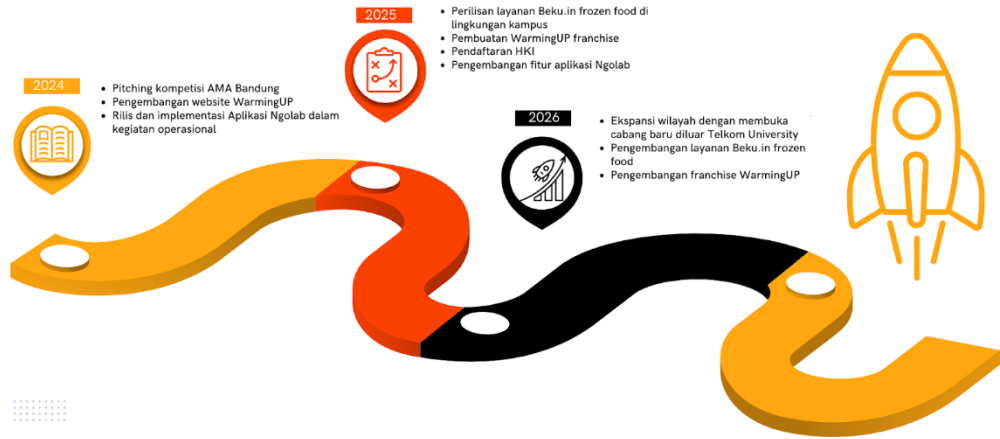 2024
• Pitching kompetisi AMA Bandung
• Pengembangan website WarmingUP
• Rilis dan implementasi Aplikasi Ngolab dalam
kegiatan operasional
2025
• Perilisan layanan Beku.in frozen food di
lingkungan kampus
• Pembuatan WarmingUP franchise
• Pendaftaran HKI
• Pengembangan fitur aplikasi Ngolab
2026
• Ekspansi wilayah dengan membuka
cabang baru diluar Telkom University
• Pengembangan layanan Beku.in frozen
food
• Pengembangan franchise WarmingUP